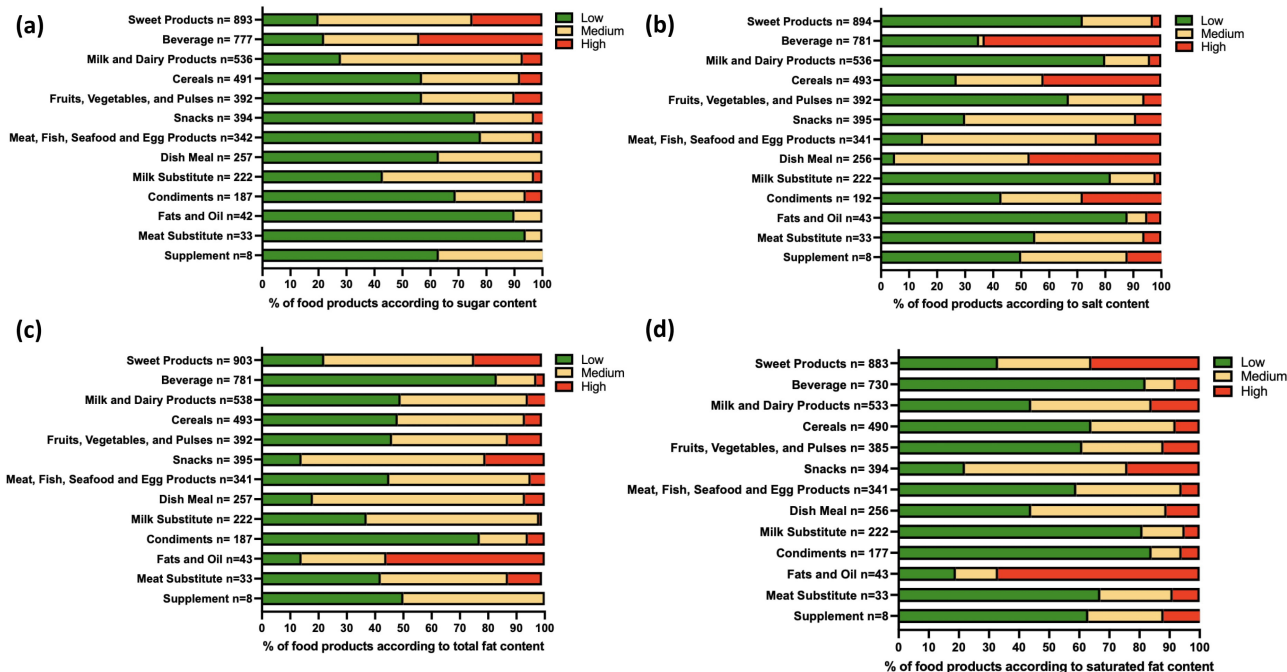 (a)
Sweet Products n= 893
Beverage n= 777
Milk and Dairy Products n=536
Cereals n= 491
Fruits, Vegetables, and Pulses n= 392
Snacks n= 394
Meat, Fish, Seafood and Egg Products n=342
Dish Meal n= 257
Milk Substitute n= 222
Condiments n= 187
Fats and Oil n=42
Meat Substitute n=33
Supplement n=8
0 10 20 30 40 50 60 70 80 90 100
% of food products according to sugar content
Low
Medium
High
(b)
Sweet Products n= 894
Beverage n= 781
Milk and Dairy Products n=536
Cereals n= 493
Fruits, Vegetables, and Pulses n= 392
Snacks n= 395
Meat, Fish, Seafood and Egg Products n=341
Dish Meal n= 256
Milk Substitute n= 222
Condiments n= 192
Fats and Oil n=43
Meat Substitute n=33
Supplement n=8
0 10 20 30 40 50 60 70 80 90 100
% of food products according to salt content
Low
Medium
High
(c)
Sweet Products n= 903
Beverage n= 781
Milk and Dairy Products n=538
Cereals n= 493
Fruits, Vegetables, and Pulses n= 392
Snacks n= 395
Meat, Fish, Seafood and Egg Products n=341
Dish Meal n= 257
Milk Substitute n= 222
Condiments n= 187
Fats and Oil n=43
Meat Substitute n=33
Supplement n=8
0 10 20 30 40 50 60 70 80 90 100
% of food products according to total fat content
Low
Medium
High
(d)
Sweet Products n= 883
Beverage n= 730
Milk and Dairy Products n=533
Cereals n= 490
Fruits, Vegetables, and Pulses n= 385
Snacks n= 394
Meat, Fish, Seafood and Egg Products n=341
Dish Meal n= 256
Milk Substitute n= 222
Condiments n= 177
Fats and Oil n=43
Meat Substitute n=33
Supplement n=8
0 10 20 30 40 50 60 70 80 90 100
% of food products according to saturated fat content
Low
Medium
High